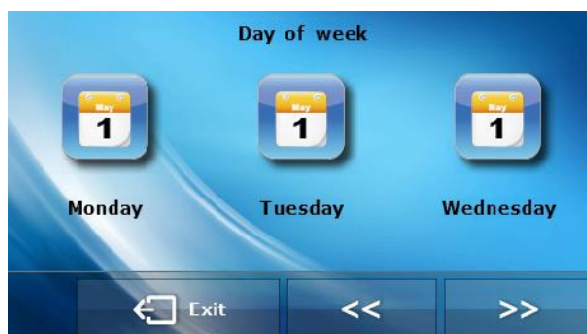 Day of week
May May May
1 1 1
Monday Tuesday Wednesday
Exit << >>